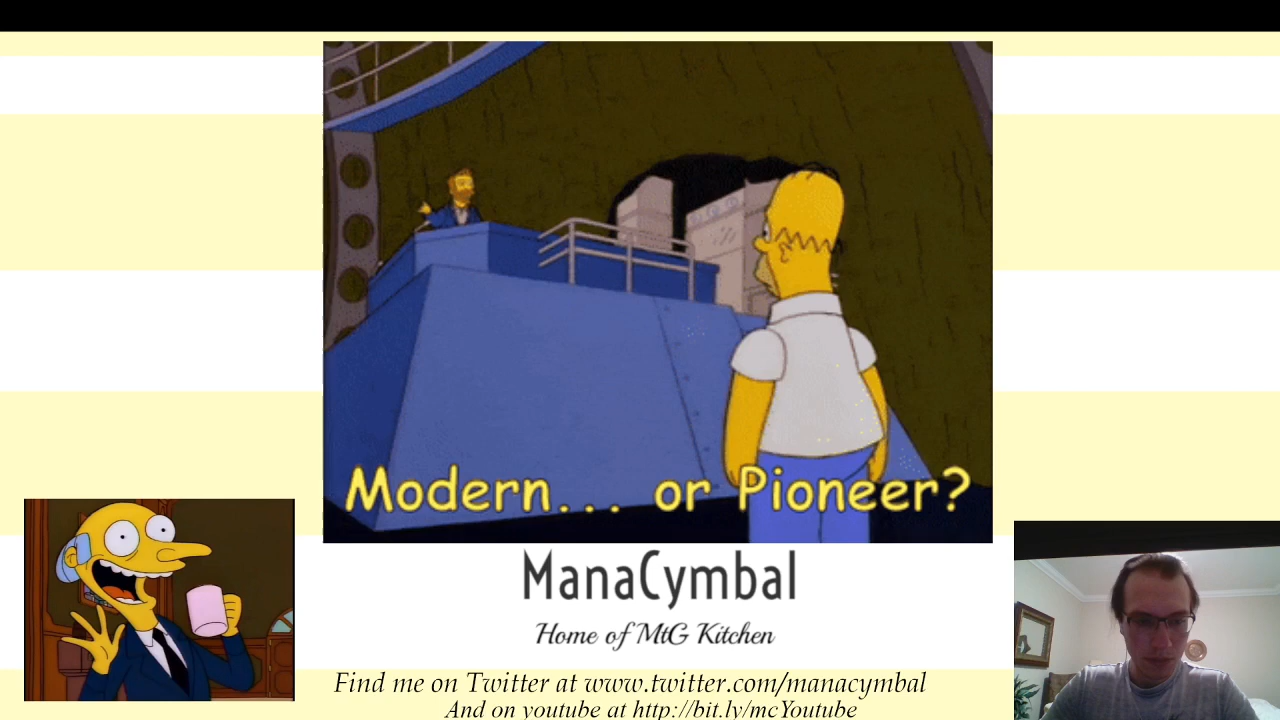 Modern... or Pioneer?
ManaCymbal
Home of MtG Kitchen
Find me on Twitter at www.twitter.com/manacymbal
And on youtube at http://bit.ly/mcYoutube